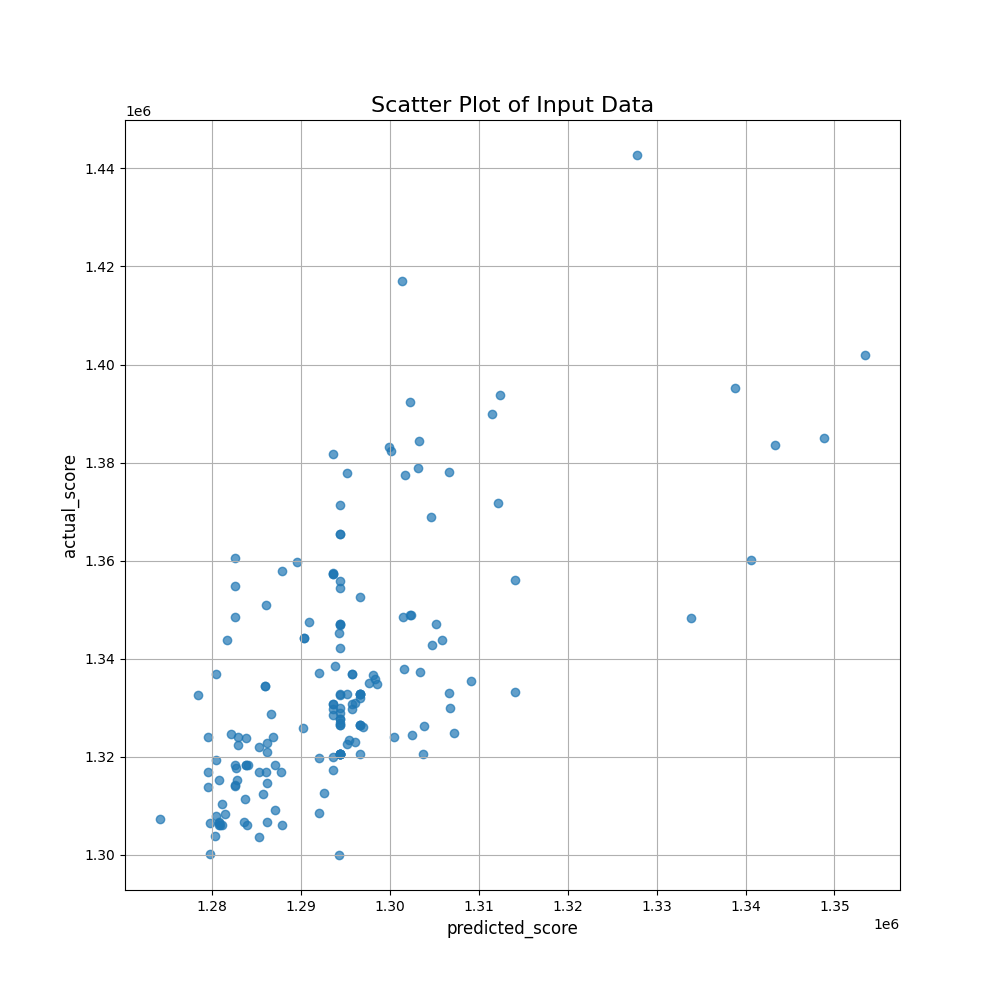 Scatter Plot of Input Data
1e6
1.44
1.42
1.40
1.38
1.36
1.34
1.32
1.30
actual_score
1.28 1.29 1.30 1.31 1.32 1.33 1.34 1.35
1e6
predicted_score